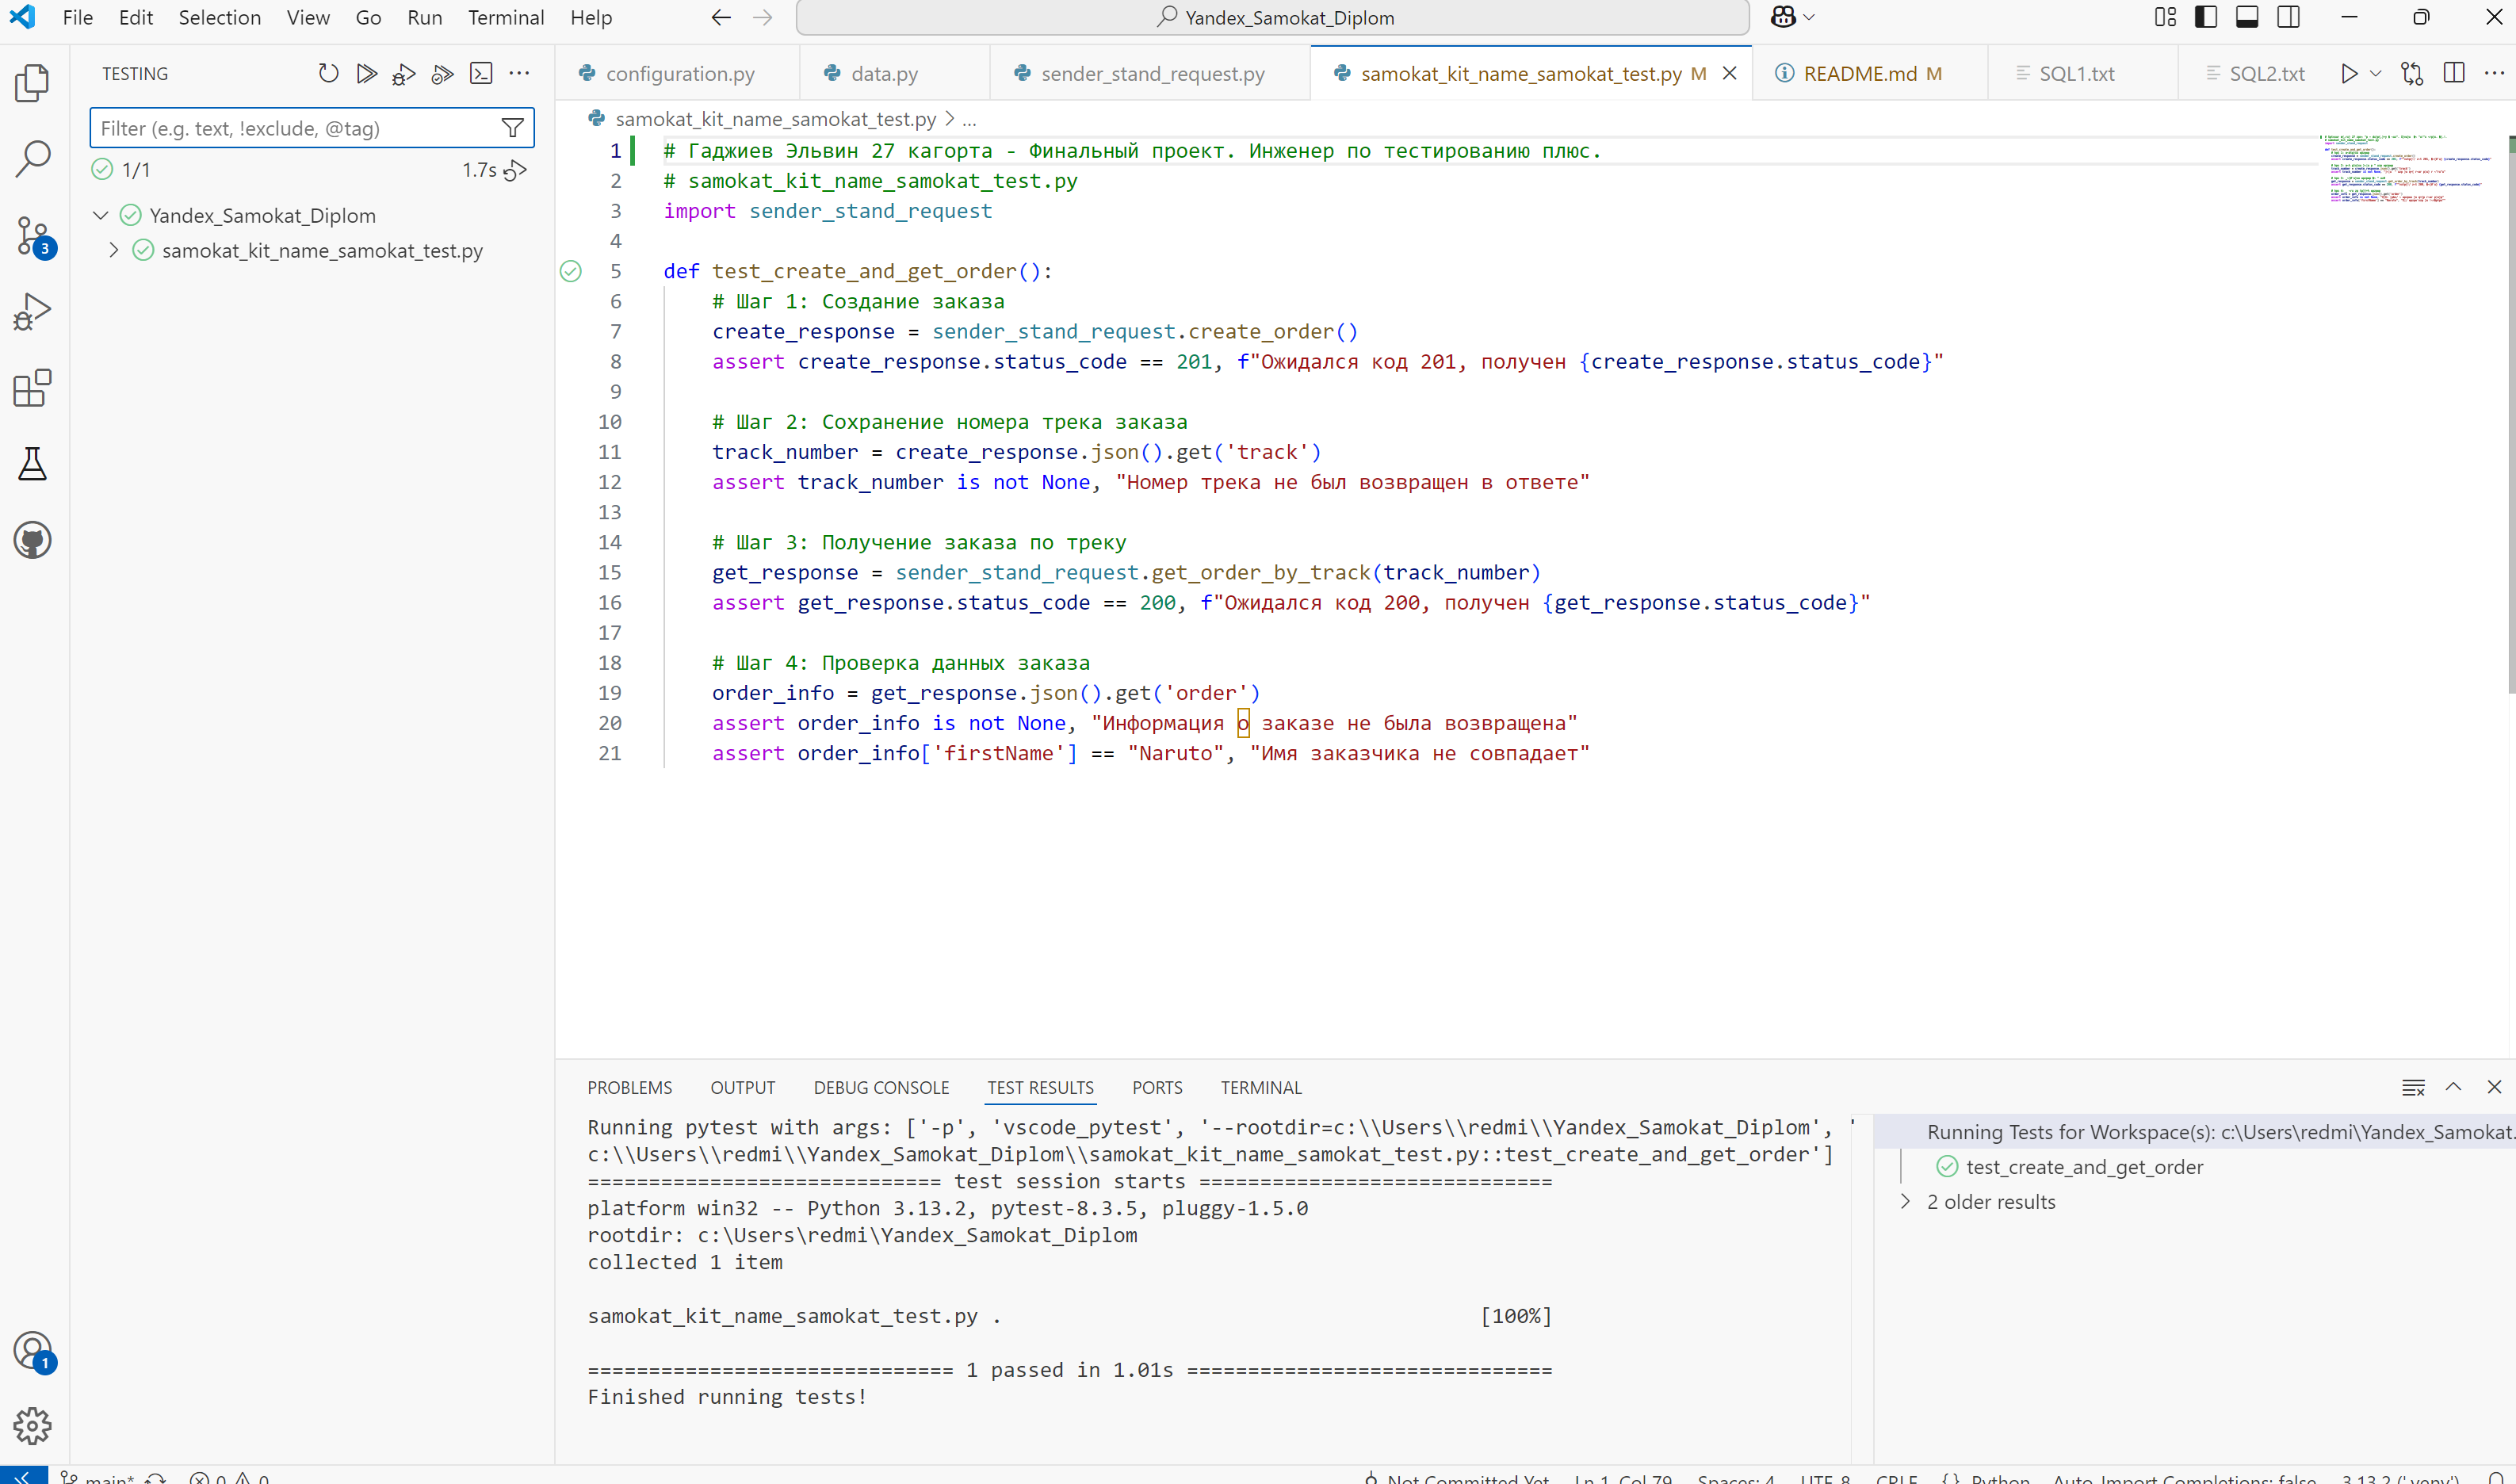 File Edit Selection View Go Run Terminal Help Yandex_Samokat_Diplom
TESTING
Filter (e.g. text, !exclude, @tag)
1/1 1.7s
Yandex_Samokat_Diplom
samokat_kit_name_samokat_test.py
3
1
configuration.py data.py sender_stand_request.py samokat_kit_name_samokat_test.py M README.md M SQL1.txt SQL2.txt
samokat_kit_name_samokat_test.py > ...
1 # Гаджиев Эльвин 27 кагорта - Финальный проект. Инженер по тестированию плюс.
2 # samokat_kit_name_samokat_test.py
3 import sender_stand_request
4
5 def test_create_and_get_order():
6 # Шаг 1: Создание заказа
7 create_response = sender_stand_request.create_order()
8 assert create_response.status_code == 201, f"Ожидался код 201, получен {create_response.status_code}"
9
10 # Шаг 2: Сохранение номера трека заказа
11 track_number = create_response.json().get('track')
12 assert track_number is not None, "Номер трека не был возвращен в ответе"
13
14 # Шаг 3: Получение заказа по треку
15 get_response = sender_stand_request.get_order_by_track(track_number)
16 assert get_response.status_code == 200, f"Ожидался код 200, получен {get_response.status_code}"
17
18 # Шаг 4: Проверка данных заказа
19 order_info = get_response.json().get('order')
20 assert order_info is not None, "Информация о заказе не была возвращена"
21 assert order_info['firstName'] == "Naruto", "Имя заказчика не совпадает"
PROBLEMS OUTPUT DEBUG CONSOLE TEST RESULTS PORTS TERMINAL
Running pytest with args: ['-p', 'vscode_pytest', '--rootdir=c:\\Users\\redmi\\Yandex_Samokat_Diplom', '
c:\\Users\\redmi\\Yandex_Samokat_Diplom\\samokat_kit_name_samokat_test.py::test_create_and_get_order']
============================= test session starts =============================
platform win32 -- Python 3.13.2, pytest-8.3.5, pluggy-1.5.0
rootdir: c:\Users\redmi\Yandex_Samokat_Diplom
collected 1 item
samokat_kit_name_samokat_test.py . [100%]
============================== 1 passed in 1.01s ==============================
Finished running tests!
Running Tests for Workspace(s): c:\Users\redmi\Yandex_Samokat.
test_create_and_get_order
2 older results
main* 0 0 Not Committed Yet Ln 1, Col 79 Spaces: 4 UTF-8 CRLF {} Python Auto Import Completions: false 3.13.2 ('.venv')